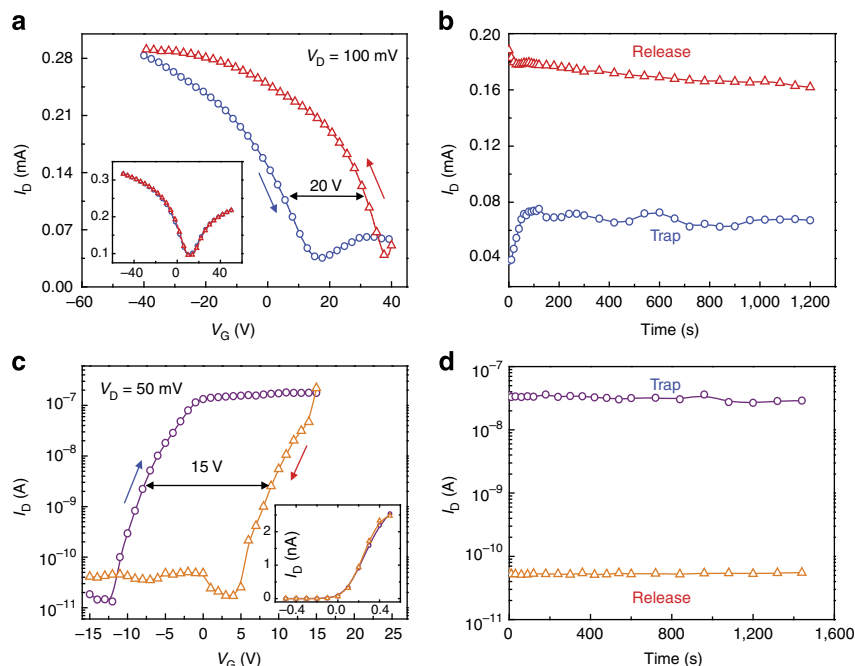 a
0.28
0.21
0.14
0.07
0.00
I_D (mA)
V_D = 100 mV
20 V
0.3
0.2
0.1
−40 0 40
−60 −40 −20 0 20 40
V_G (V)
b
0.20
0.16
0.12
0.08
0.04
I_D (mA)
Release
Trap
0 200 400 600 800 1,000 1,200
Time (s)
c
10⁻⁷
10⁻⁸
10⁻⁹
10⁻¹⁰
10⁻¹¹
I_D (A)
V_D = 50 mV
15 V
I_D (nA)
2
0
−0.4 0.0 0.4
−15 −10 −5 0 5 10 15 20 25
V_G (V)
d
10⁻⁷
10⁻⁸
10⁻⁹
10⁻¹⁰
10⁻¹¹
I_D (A)
Trap
Release
0 400 800 1,200 1,600
Time (s)